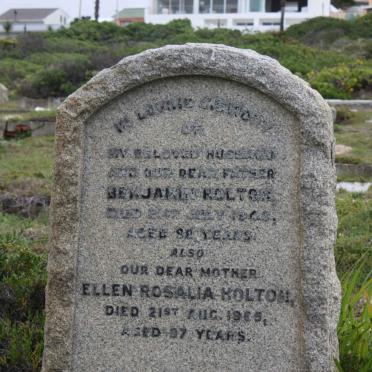 IN LOVING MEMORY
OF
MY BELOVED HUSBAND
AND OUR DEAR FATHER
BENJAMIN HOLTON,
DIED JULY
AGED YEARS.
ALSO
OUR DEAR MOTHER
ELLEN ROSALIA HOLTON,
DIED 21ST AUG.
AGED 87 YEARS.